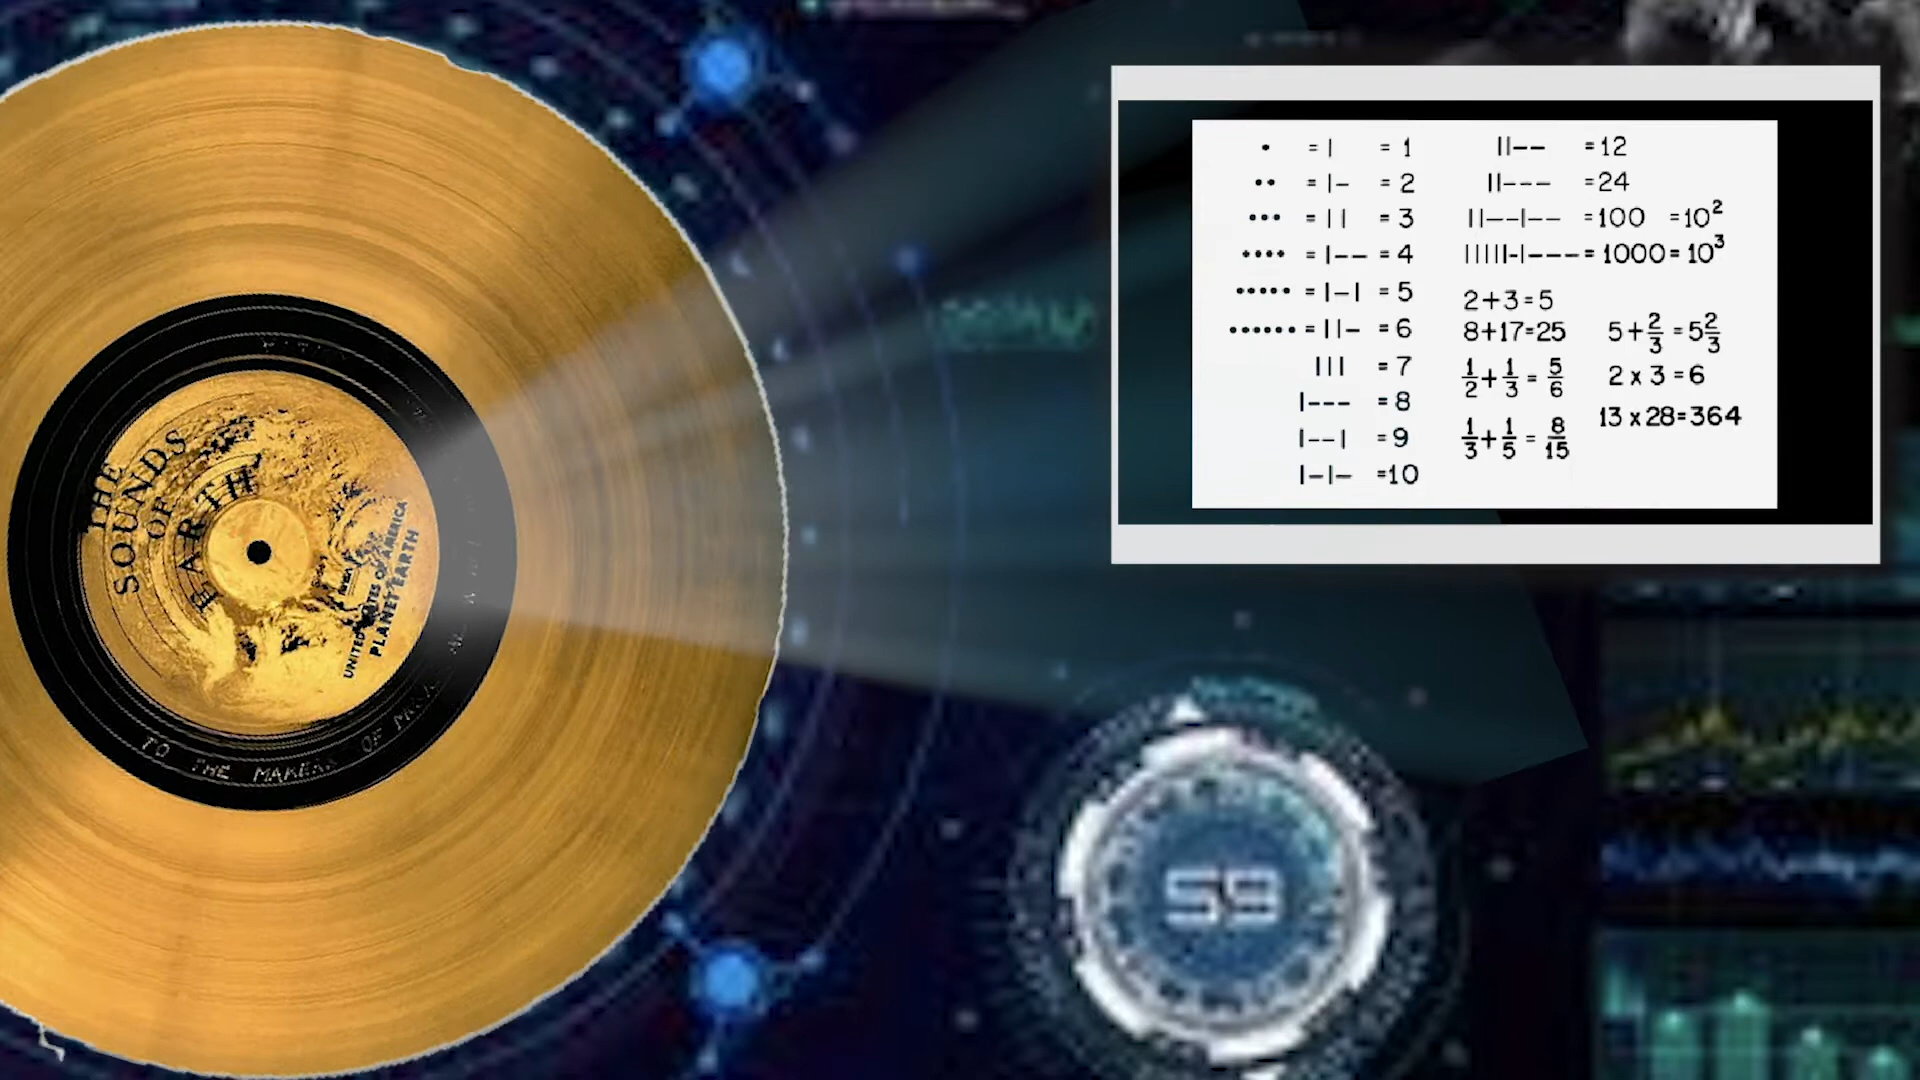 THE
SOUNDS
OF
EARTH
UNITED STATES OF AMERICA
PLANET EARTH
TO THE MAKERS OF MUSIC
• = | = 1
•• = |- = 2
••• = || = 3
•••• = |-- = 4
••••• = |-| = 5
•••••• = ||- = 6
||| = 7
|--- = 8
|--| = 9
|-|- =10
||-- =12
||--- =24
||--|-- =100 =10²
|||||-|--- = 1000 = 10³
2+3=5
8+17=25
1/2+1/3=5/6
1/3+1/5=8/15
5+2/3=5 2/3
2 x 3 =6
13 x 28=364
59